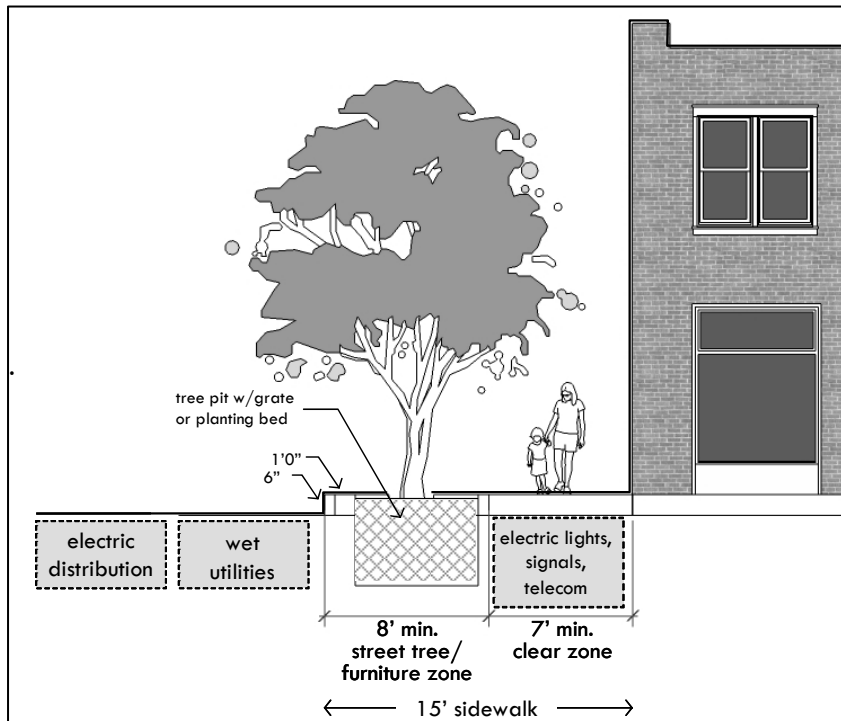 tree pit w/grate
or planting bed
1’0”
6”
electric
distribution
wet
utilities
electric lights,
signals,
telecom
8’ min.
street tree/
furniture zone
7’ min.
clear zone
15’ sidewalk